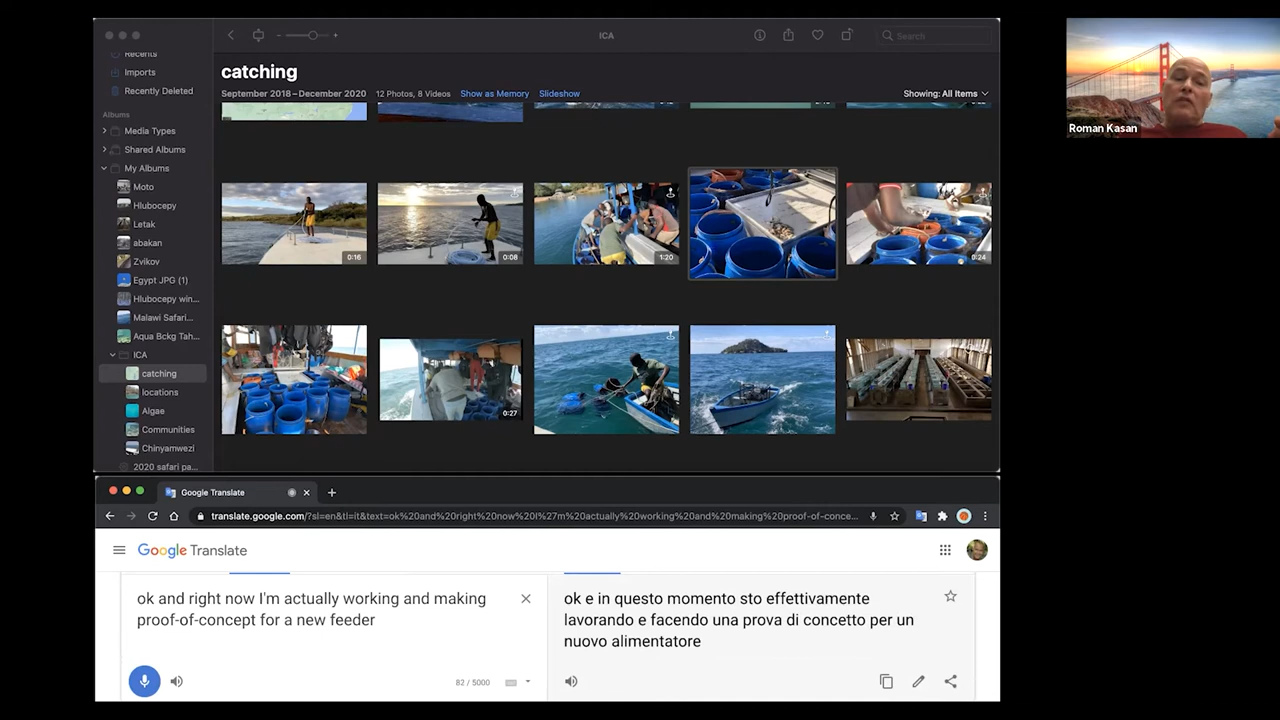 ICA
Search
Recents
Imports
Recently Deleted
Albums
Media Types
Shared Albums
My Albums
Moto
Hlubocepy
Letak
abakan
Zvikov
Egypt JPG (1)
Hlubocepy win...
Malawi Safari...
Aqua Bckg Tah...
ICA
catching
locations
Algae
Communities
Chinyamwezi
2020 safari pa...
catching
September 2018 – December 2020 12 Photos, 8 Videos Show as Memory Slideshow Showing: All Items
0:16
0:08
1:20
0:24
0:27
Roman Kasan
Google Translate
translate.google.com/?sl=en&tl=it&text=ok%20and%20right%20now%20I%27m%20actually%20working%20and%20making%20proof-of-conce...
Google Translate
ok and right now I'm actually working and making
proof-of-concept for a new feeder
82 / 5000
ok e in questo momento sto effettivamente
lavorando e facendo una prova di concetto per un
nuovo alimentatore